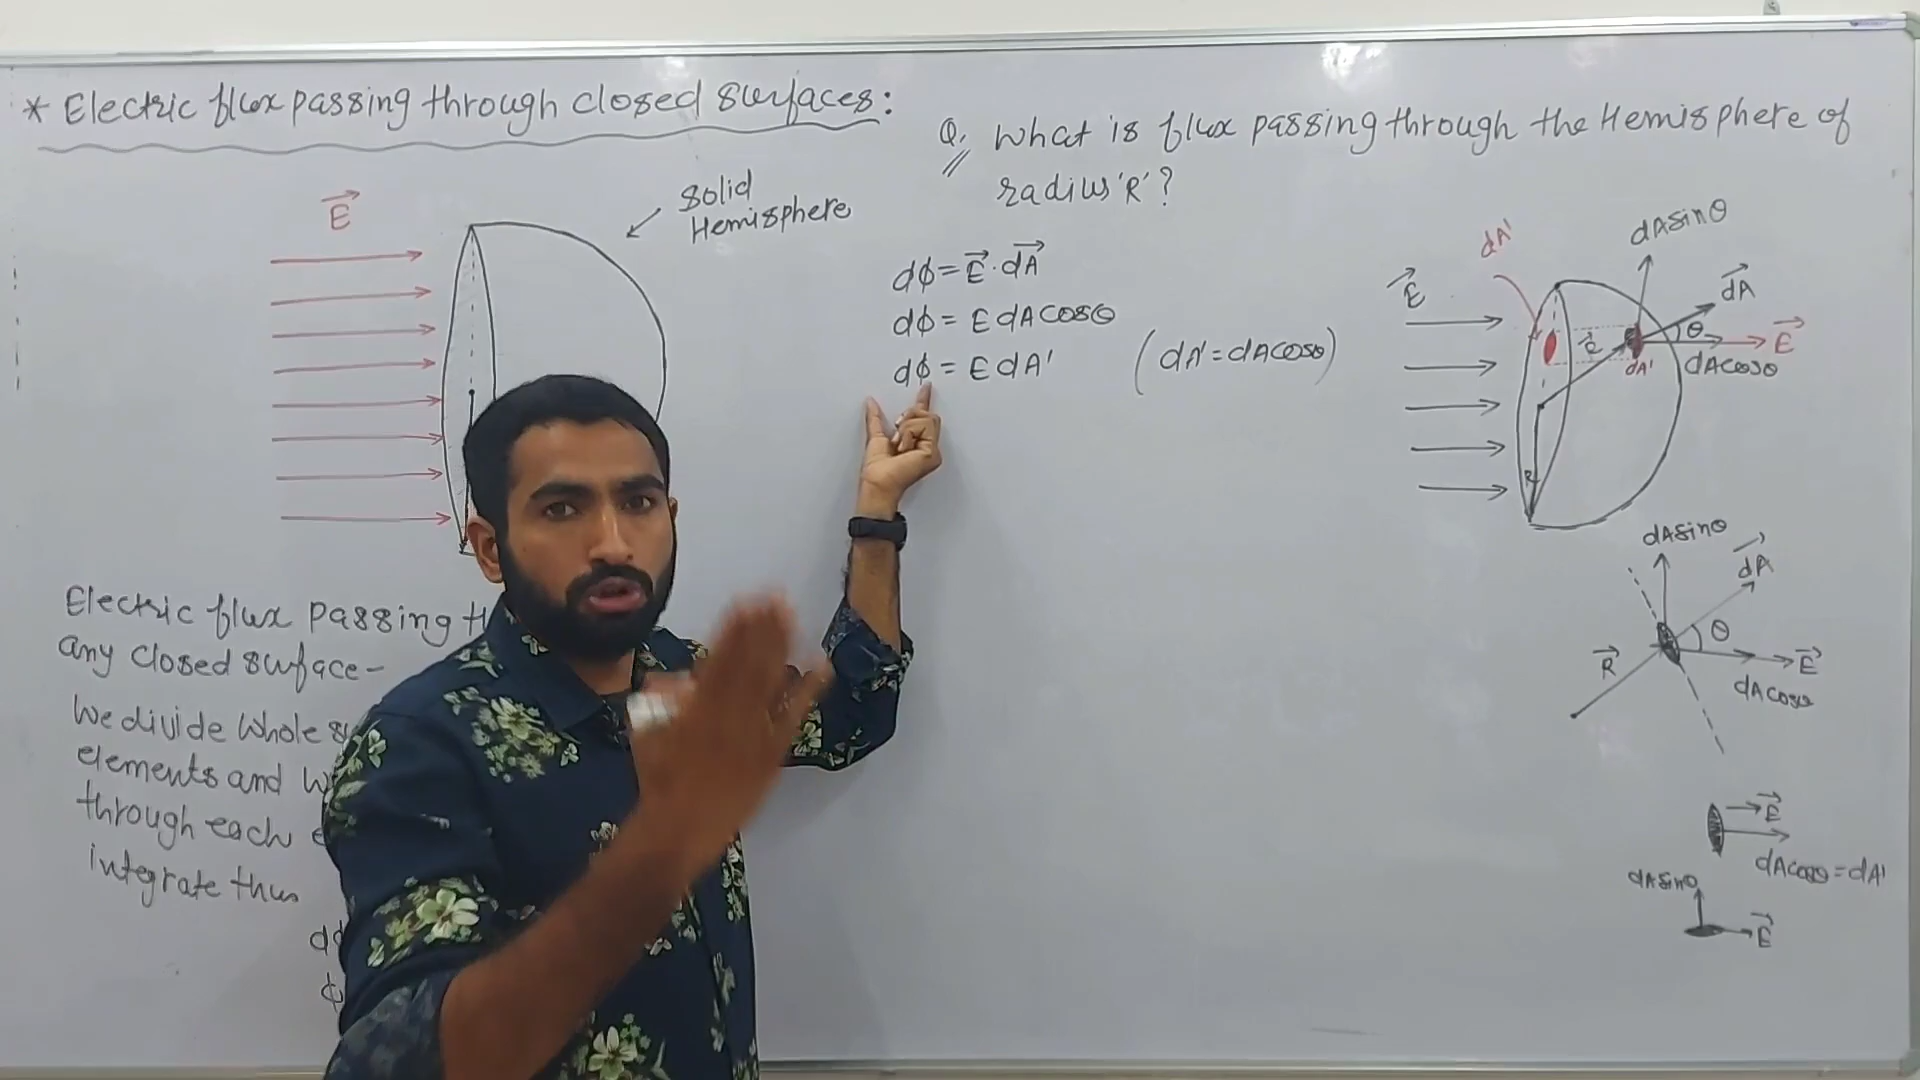 * Electric flux passing through closed surfaces:
E
solid
Hemisphere
Electric flux passing
any closed surface-
We divide whole
elements and
through each
integrate thus
Q. What is flux passing through the Hemisphere of
radius 'R'?
dϕ = E⃗ · dA⃗
dϕ = E dA cosθ
dϕ = E dA'
(dA' = dA cosθ)
dA'
dA sinθ
dA⃗
E⃗
θ
E⃗
dA'
dA cosθ
R
dA sinθ
dA⃗
θ
R⃗
E⃗
dA cosθ
E⃗
dA cosθ = dA'
dA sinθ
E⃗